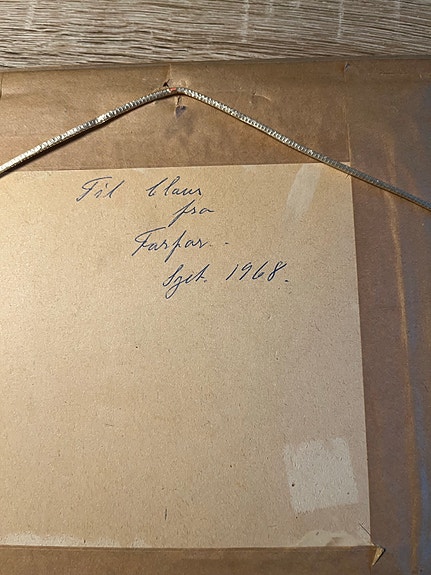 Til Claus
fra
Farfar. -
Sept. 1968.